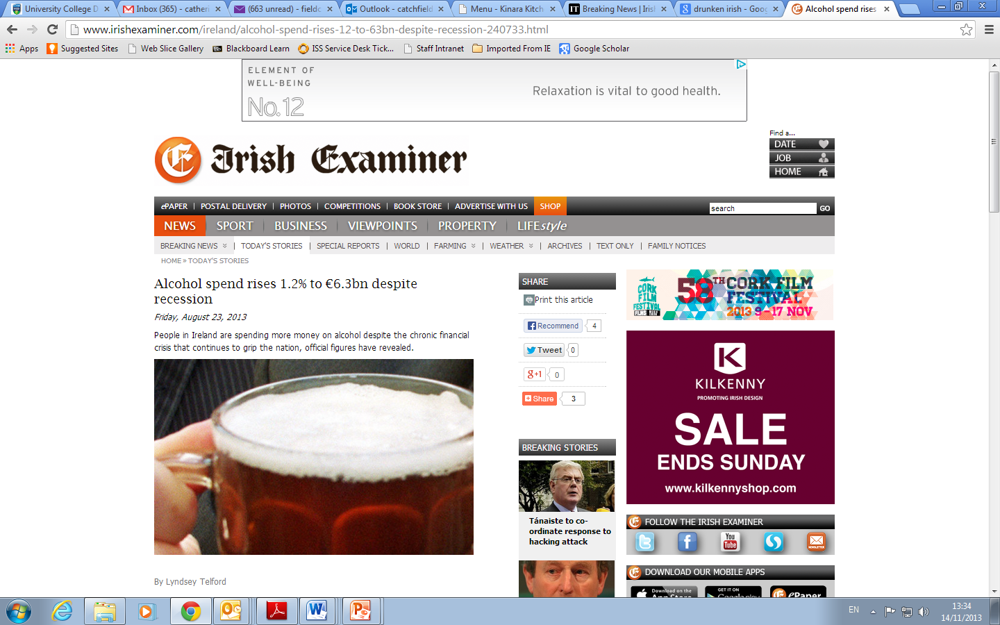 University College D
Inbox (365) - catheri
(663 unread) - fieldc
Outlook - catchfield
Menu - Kinara Kitch
Breaking News | Iris
drunken irish - Goog
Alcohol spend rises
www.irishexaminer.com/ireland/alcohol-spend-rises-12-to-63bn-despite-recession-240733.html
Apps
Suggested Sites
Web Slice Gallery
Blackboard Learn
ISS Service Desk Tick...
Staff Intranet
Imported From IE
Google Scholar
ELEMENT OF
WELL-BEING
No.12
Relaxation is vital to good health.
Irish Examiner
Find a...
DATE
JOB
HOME
ePAPER | POSTAL DELIVERY | PHOTOS | COMPETITIONS | BOOK STORE | ADVERTISE WITH US SHOP
search GO
NEWS SPORT BUSINESS VIEWPOINTS PROPERTY LIFEstyle
BREAKING NEWS | TODAY'S STORIES SPECIAL REPORTS | WORLD | FARMING | WEATHER | ARCHIVES | TEXT ONLY | FAMILY NOTICES
HOME » TODAY'S STORIES
Alcohol spend rises 1.2% to €6.3bn despite
recession
Friday, August 23, 2013
People in Ireland are spending more money on alcohol despite the chronic financial
crisis that continues to grip the nation, official figures have revealed.
By Lyndsey Telford
SHARE
Print this article
Recommend 4
Tweet 0
g+1 0
Share 3
BREAKING STORIES
Tánaiste to co-
ordinate response to
hacking attack
CORK
FILM
FESTIVAL
58TH CORK FILM
FESTIVAL
2013 9 - 17 NOV
K
KILKENNY
PROMOTING IRISH DESIGN
SALE
ENDS SUNDAY
www.kilkennyshop.com
FOLLOW THE IRISH EXAMINER
You
Tube
NEWSLETTER
DOWNLOAD OUR MOBILE APPS
Download on the
App Store
GET IT ON
Google play
ePaper
EN
13:34
14/11/2013